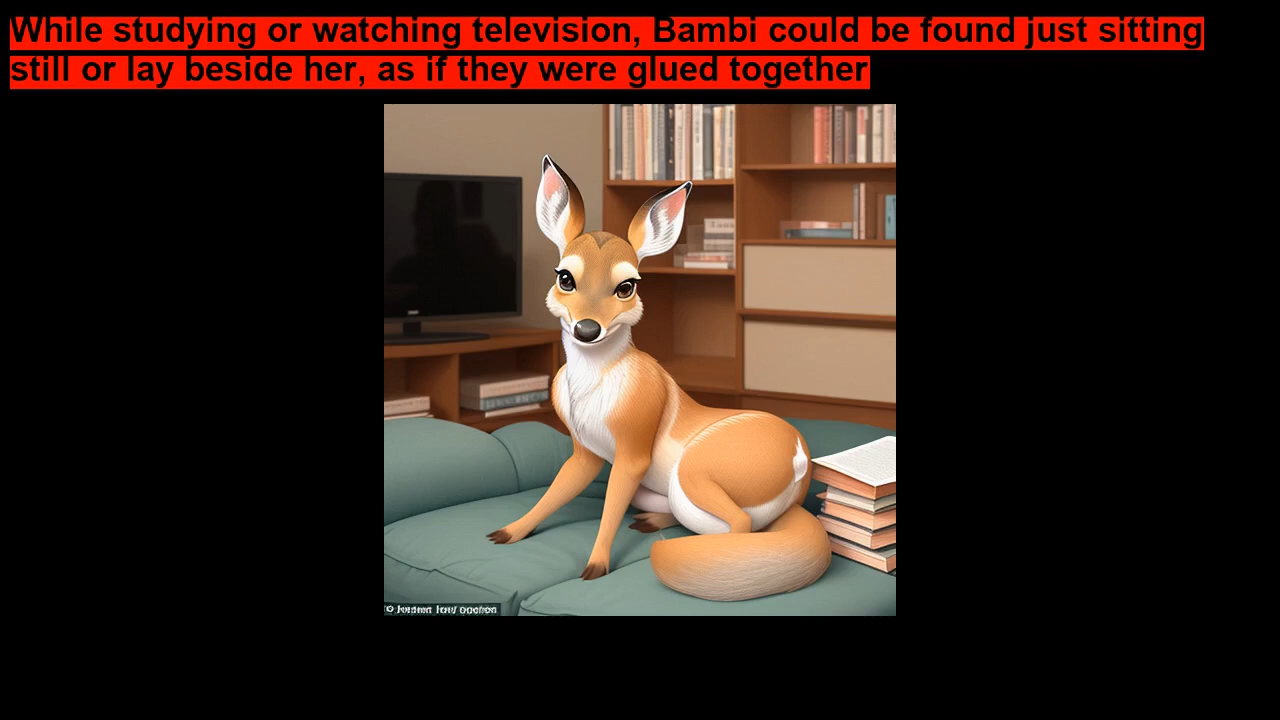 While studying or watching television, Bambi could be found just sitting
still or lay beside her, as if they were glued together